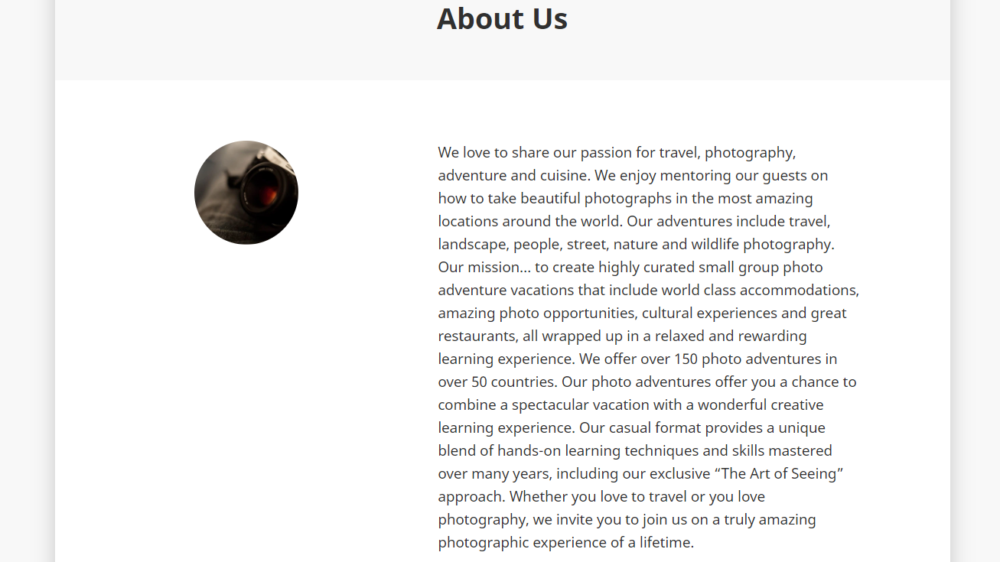 About Us
We love to share our passion for travel, photography,
adventure and cuisine. We enjoy mentoring our guests on
how to take beautiful photographs in the most amazing
locations around the world. Our adventures include travel,
landscape, people, street, nature and wildlife photography.
Our mission... to create highly curated small group photo
adventure vacations that include world class accommodations,
amazing photo opportunities, cultural experiences and great
restaurants, all wrapped up in a relaxed and rewarding
learning experience. We offer over 150 photo adventures in
over 50 countries. Our photo adventures offer you a chance to
combine a spectacular vacation with a wonderful creative
learning experience. Our casual format provides a unique
blend of hands-on learning techniques and skills mastered
over many years, including our exclusive “The Art of Seeing”
approach. Whether you love to travel or you love
photography, we invite you to join us on a truly amazing
photographic experience of a lifetime.